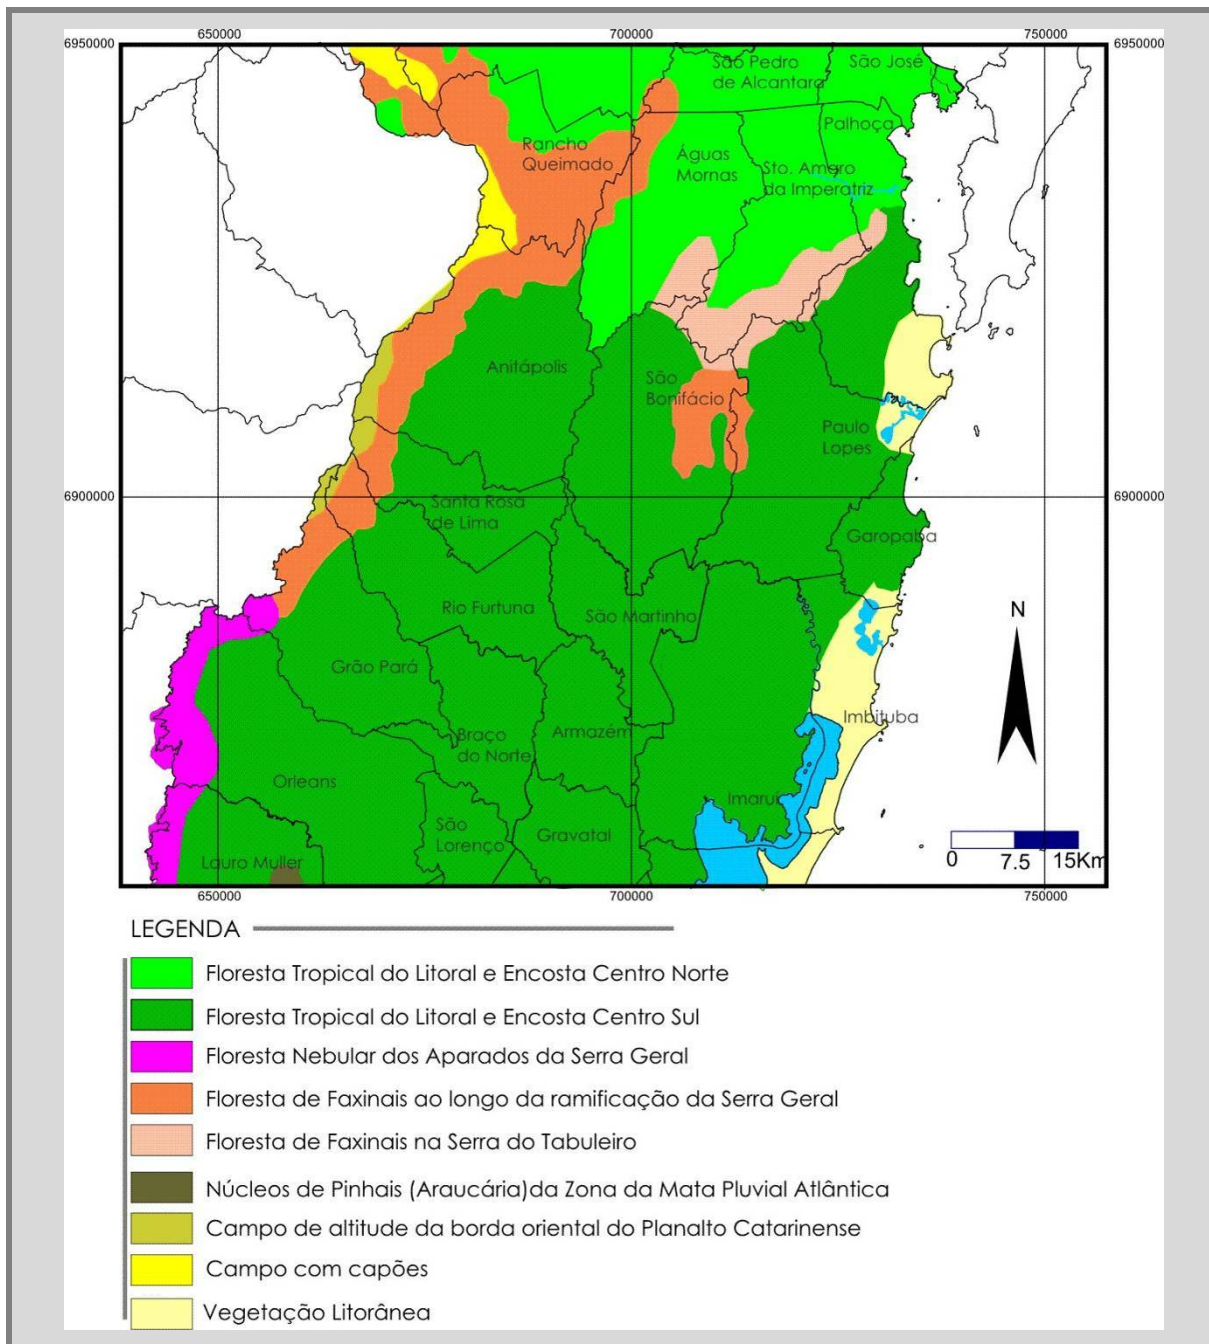 650000
700000
750000
6950000
6950000
São Pedro
de Alcantara
São José
Palhoça
Rancho
Queimado
Águas
Mornas
Sto. Amaro
da Imperatriz
Anitápolis
São
Bonifácio
Paulo
Lopes
6900000
6900000
Santa Rosa
de Lima
Garopaba
Rio Furtuna
São Martinho
N
Grão Pará
Imbituba
Braço
do Norte
Armazém
Orleans
Imaruí
São
Lorenço
Gravatal
Lauro Muller
0
7.5
15Km
650000
700000
750000
LEGENDA
Floresta Tropical do Litoral e Encosta Centro Norte
Floresta Tropical do Litoral e Encosta Centro Sul
Floresta Nebular dos Aparados da Serra Geral
Floresta de Faxinais ao longo da ramificação da Serra Geral
Floresta de Faxinais na Serra do Tabuleiro
Núcleos de Pinhais (Araucária)da Zona da Mata Pluvial Atlântica
Campo de altitude da borda oriental do Planalto Catarinense
Campo com capões
Vegetação Litorânea